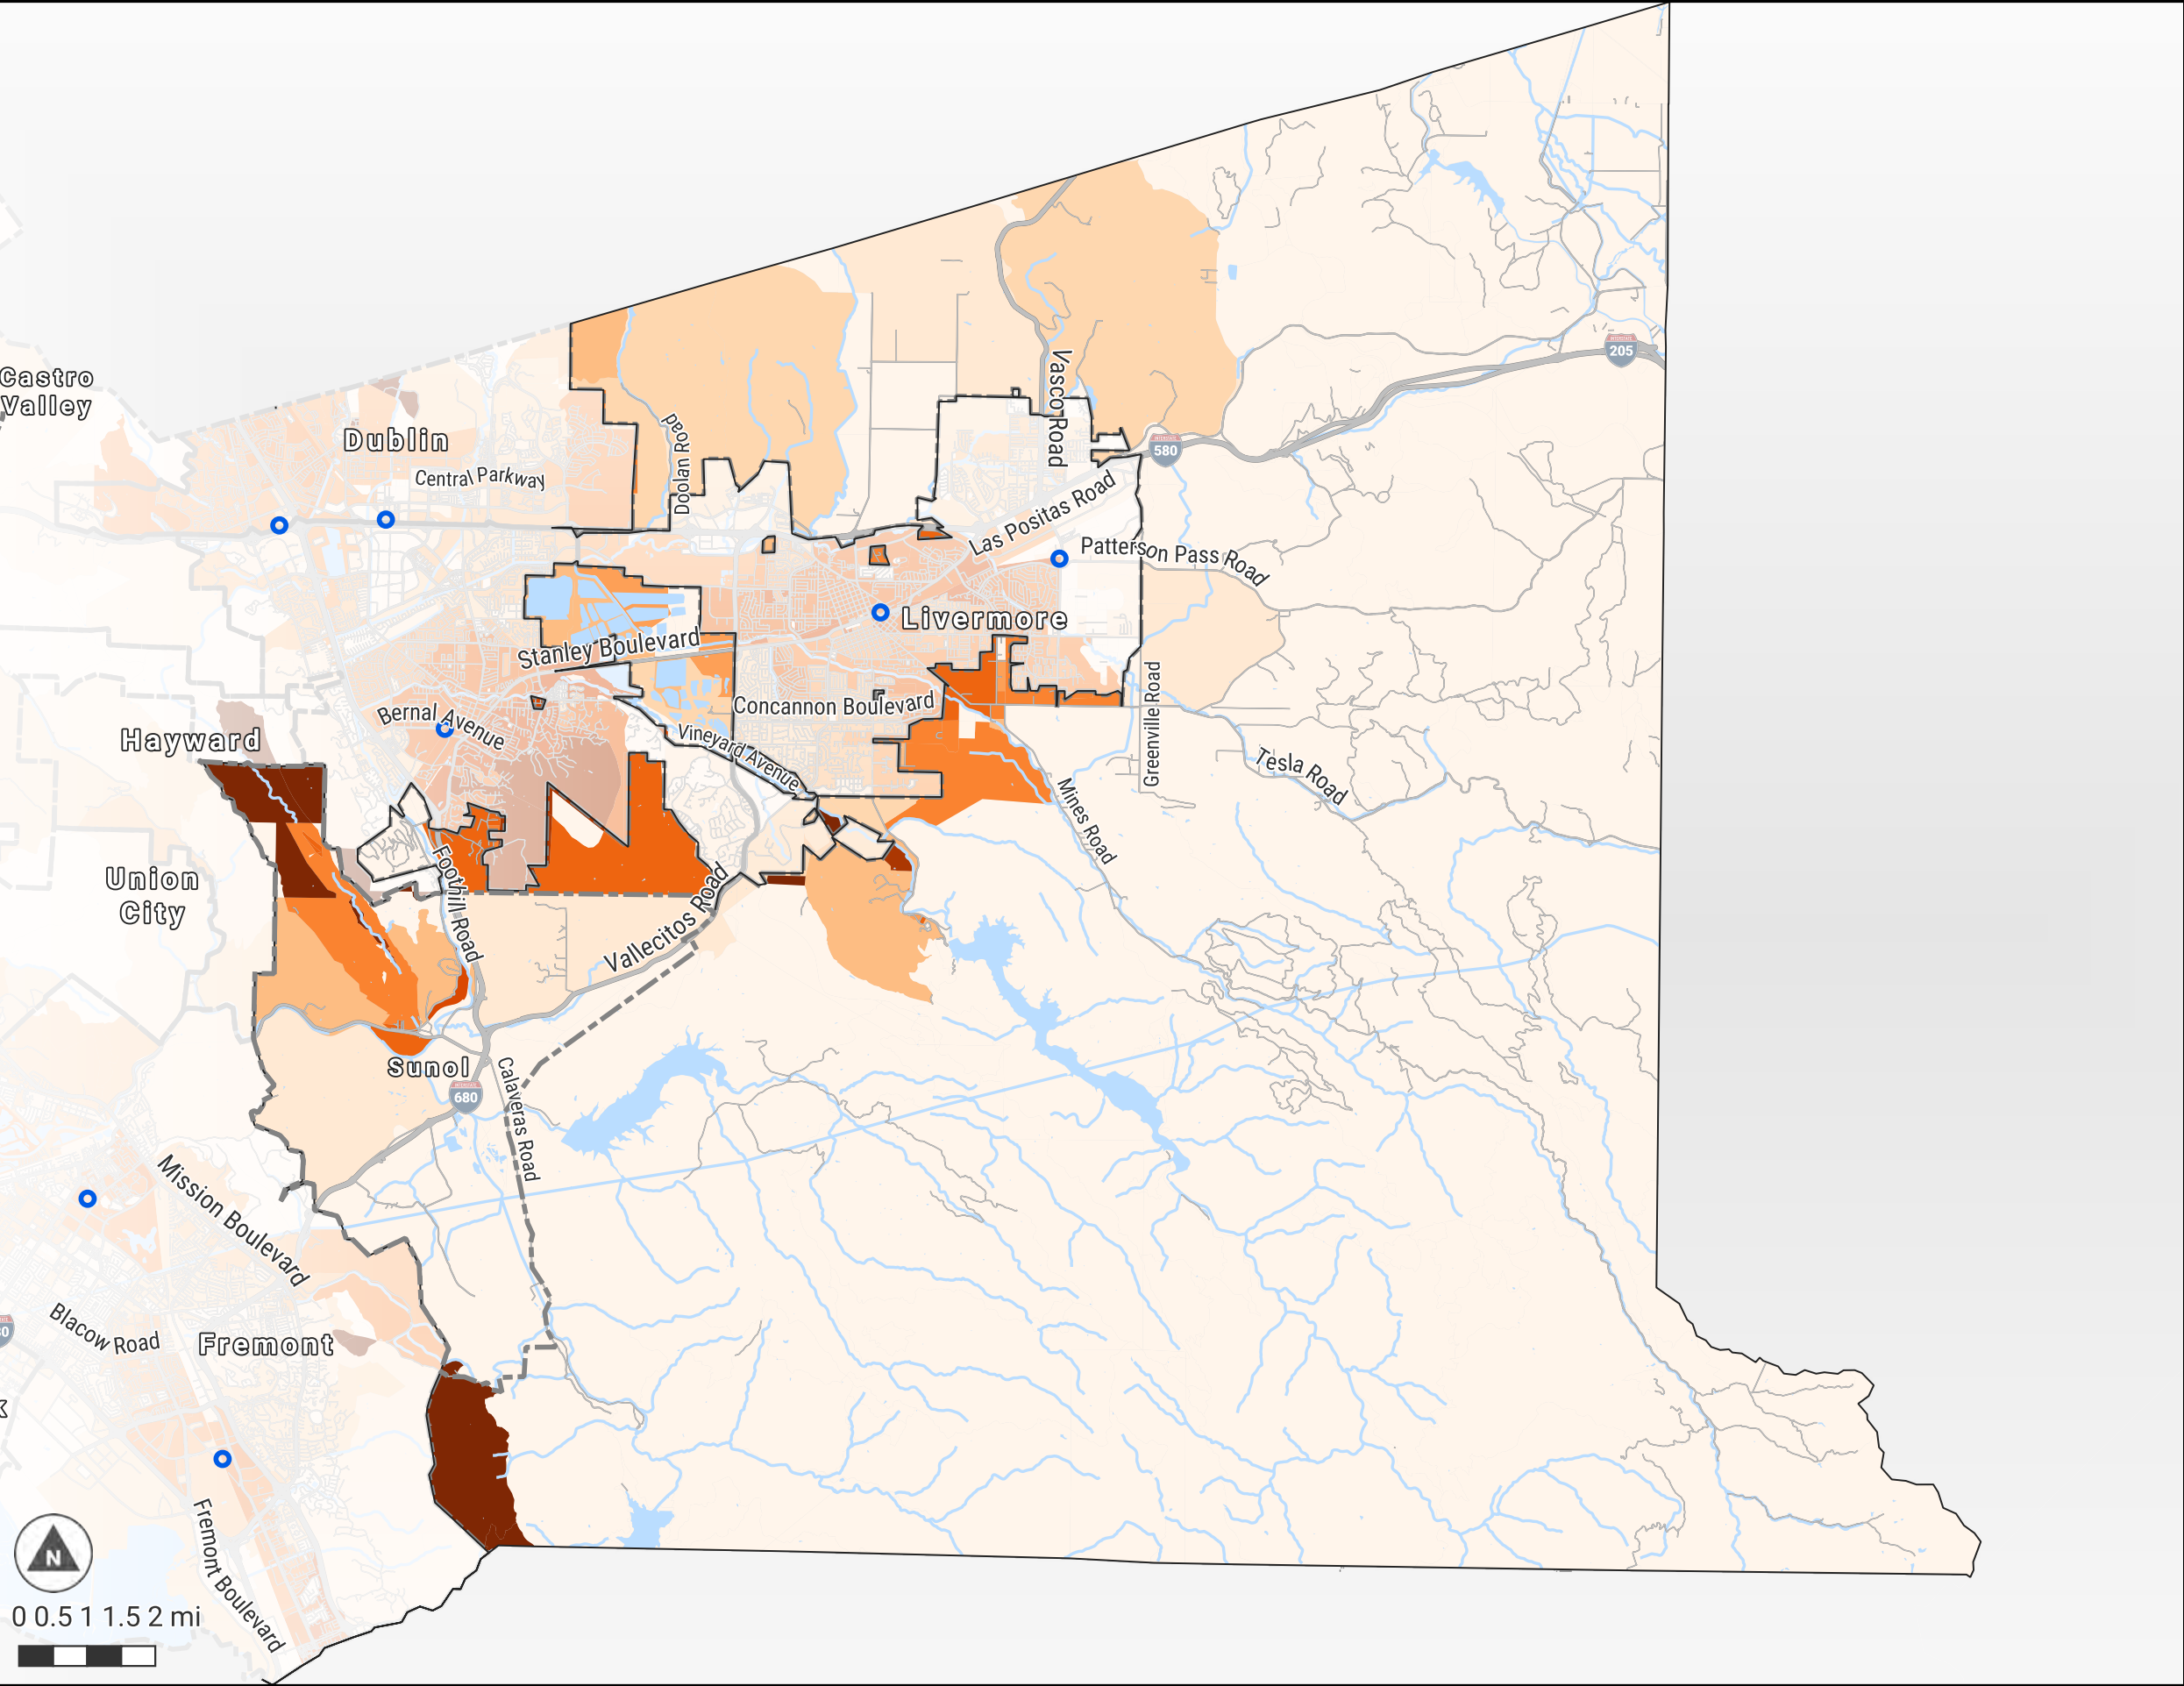 205
Castro
Valley
Dublin
Central Parkway
Doolan Road
Vasco Road
580
Las Positas Road
Patterson Pass Road
Livermore
Stanley Boulevard
Concannon Boulevard
Greenville Road
Bernal Avenue
Hayward
Vineyard Avenue
Tesla Road
Mines Road
Foothill Road
Union
City
Vallecitos Road
Sunol
680
Calaveras Road
Mission Boulevard
Blacow Road
Fremont
Fremont Boulevard
N
0 0.5 1 1.5 2 mi